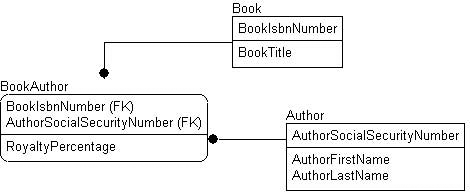 Book
BookIsbnNumber
BookTitle
BookAuthor
BookIsbnNumber (FK)
AuthorSocialSecurityNumber (FK)
RoyaltyPercentage
Author
AuthorSocialSecurityNumber
AuthorFirstName
AuthorLastName